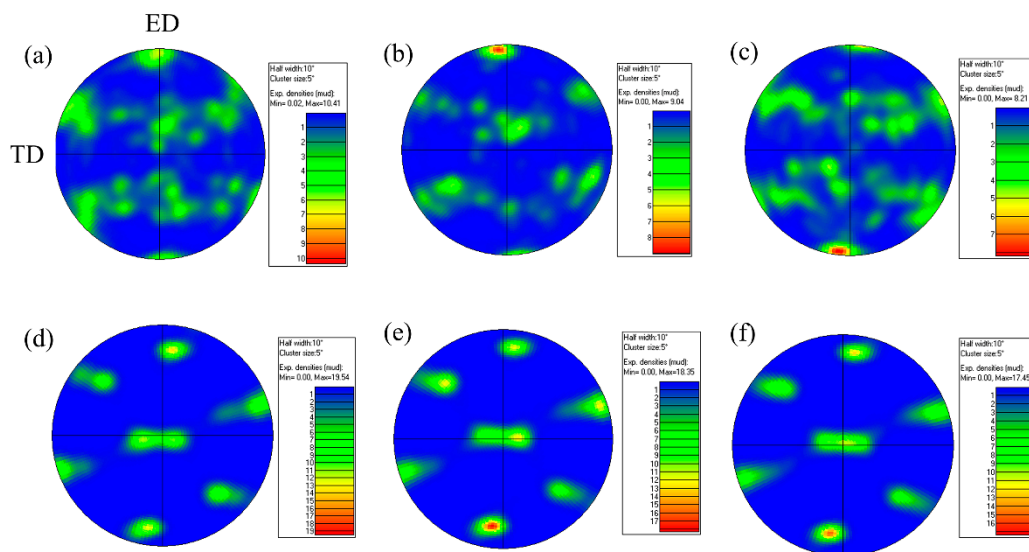 ED
TD
(a)
Half width:10°
Cluster size:5°
Exp. densities (mud):
Min= 0.02, Max=10.41
1
2
3
4
5
6
7
8
9
10
(b)
Half width:10°
Cluster size:5°
Exp. densities (mud):
Min= 0.00, Max= 9.04
1
2
3
4
5
6
7
8
(c)
Half width:10°
Cluster size:5°
Exp. densities (mud):
Min= 0.00, Max= 8.21
1
2
3
4
5
6
7
(d)
Half width:10°
Cluster size:5°
Exp. densities (mud):
Min= 0.00, Max=19.54
1
2
3
4
5
6
7
8
9
10
11
12
13
14
15
16
17
18
19
(e)
Half width:10°
Cluster size:5°
Exp. densities (mud):
Min= 0.00, Max=18.35
1
2
3
4
5
6
7
8
9
10
11
12
13
14
15
16
17
(f)
Half width:10°
Cluster size:5°
Exp. densities (mud):
Min= 0.00, Max=17.45
1
2
3
4
5
6
7
8
9
10
11
12
13
14
15
16